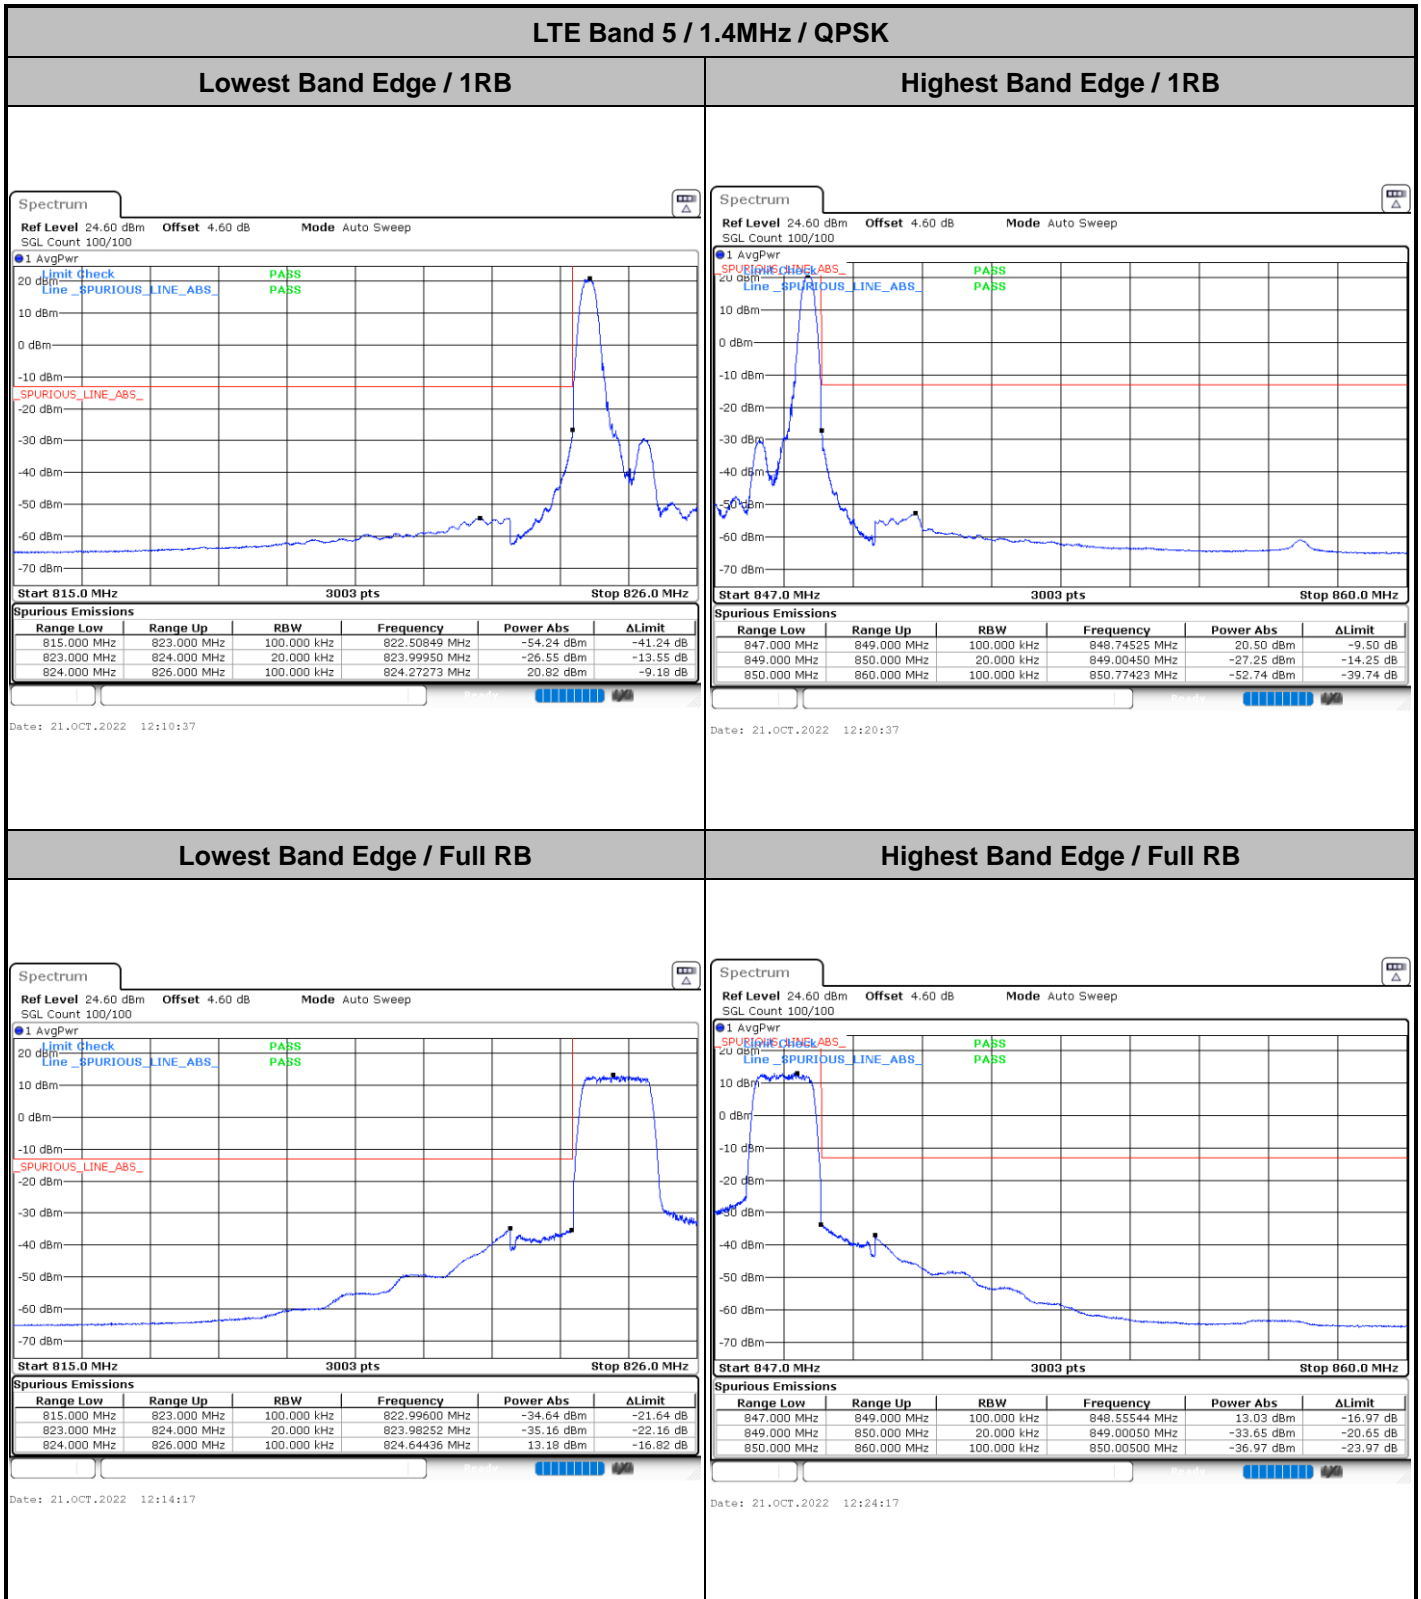 LTE Band 5 / 1.4MHz / QPSK
Lowest Band Edge / 1RB
Highest Band Edge / 1RB
Spectrum
Ref Level 24.60 dBm Offset 4.60 dB Mode Auto Sweep
SGL Count 100/100
1 AvgPwr
Limit Check PASS
20 dBm
Line _SPURIOUS_LINE_ABS_ PASS
10 dBm
0 dBm
-10 dBm
_SPURIOUS_LINE_ABS_
-20 dBm
-30 dBm
-40 dBm
-50 dBm
-60 dBm
-70 dBm
Start 815.0 MHz 3003 pts Stop 826.0 MHz
Spurious Emissions
Range Low Range Up RBW Frequency Power Abs ΔLimit
815.000 MHz 823.000 MHz 100.000 kHz 822.50849 MHz -54.24 dBm -41.24 dB
823.000 MHz 824.000 MHz 20.000 kHz 823.99950 MHz -26.55 dBm -13.55 dB
824.000 MHz 826.000 MHz 100.000 kHz 824.27273 MHz 20.82 dBm -9.18 dB
Ready
Date: 21.OCT.2022 12:10:37
Spectrum
Ref Level 24.60 dBm Offset 4.60 dB Mode Auto Sweep
SGL Count 100/100
1 AvgPwr
_SPURIOUS_LINE_ABS_
Limit Check PASS
20 dBm
Line _SPURIOUS_LINE_ABS_ PASS
10 dBm
0 dBm
-10 dBm
-20 dBm
-30 dBm
-40 dBm
-50 dBm
-60 dBm
-70 dBm
Start 847.0 MHz 3003 pts Stop 860.0 MHz
Spurious Emissions
Range Low Range Up RBW Frequency Power Abs ΔLimit
847.000 MHz 849.000 MHz 100.000 kHz 848.74525 MHz 20.50 dBm -9.50 dB
849.000 MHz 850.000 MHz 20.000 kHz 849.00450 MHz -27.25 dBm -14.25 dB
850.000 MHz 860.000 MHz 100.000 kHz 850.77423 MHz -52.74 dBm -39.74 dB
Ready
Date: 21.OCT.2022 12:20:37
Lowest Band Edge / Full RB
Highest Band Edge / Full RB
Spectrum
Ref Level 24.60 dBm Offset 4.60 dB Mode Auto Sweep
SGL Count 100/100
1 AvgPwr
Limit Check PASS
20 dBm
Line _SPURIOUS_LINE_ABS_ PASS
10 dBm
0 dBm
-10 dBm
_SPURIOUS_LINE_ABS_
-20 dBm
-30 dBm
-40 dBm
-50 dBm
-60 dBm
-70 dBm
Start 815.0 MHz 3003 pts Stop 826.0 MHz
Spurious Emissions
Range Low Range Up RBW Frequency Power Abs ΔLimit
815.000 MHz 823.000 MHz 100.000 kHz 822.99600 MHz -34.64 dBm -21.64 dB
823.000 MHz 824.000 MHz 20.000 kHz 823.98252 MHz -35.16 dBm -22.16 dB
824.000 MHz 826.000 MHz 100.000 kHz 824.64436 MHz 13.18 dBm -16.82 dB
Ready
Date: 21.OCT.2022 12:14:17
Spectrum
Ref Level 24.60 dBm Offset 4.60 dB Mode Auto Sweep
SGL Count 100/100
1 AvgPwr
_SPURIOUS_LINE_ABS_
Limit Check PASS
20 dBm
Line _SPURIOUS_LINE_ABS_ PASS
10 dBm
0 dBm
-10 dBm
-20 dBm
-30 dBm
-40 dBm
-50 dBm
-60 dBm
-70 dBm
Start 847.0 MHz 3003 pts Stop 860.0 MHz
Spurious Emissions
Range Low Range Up RBW Frequency Power Abs ΔLimit
847.000 MHz 849.000 MHz 100.000 kHz 848.55544 MHz 13.03 dBm -16.97 dB
849.000 MHz 850.000 MHz 20.000 kHz 849.00050 MHz -33.65 dBm -20.65 dB
850.000 MHz 860.000 MHz 100.000 kHz 850.00500 MHz -36.97 dBm -23.97 dB
Ready
Date: 21.OCT.2022 12:24:17